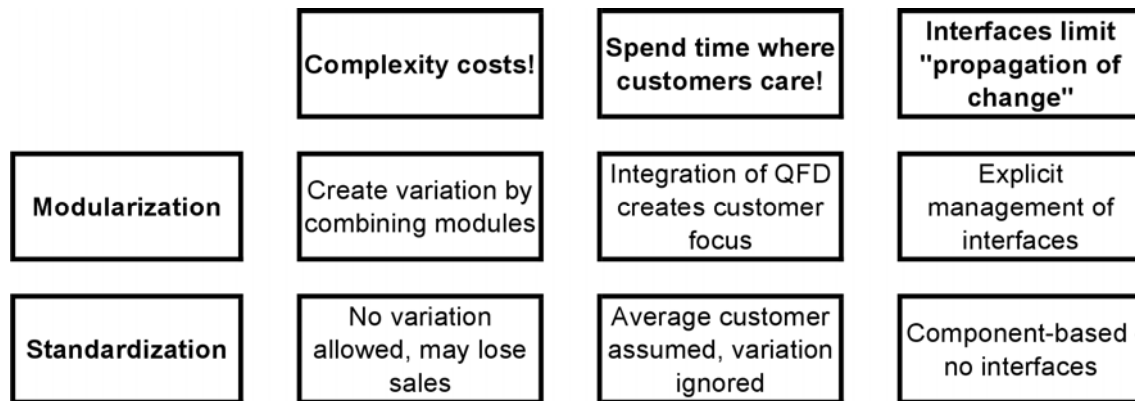 Complexity costs!
Spend time where
customers care!
Interfaces limit
"propagation of
change"
Modularization
Create variation by
combining modules
Integration of QFD
creates customer
focus
Explicit
management of
interfaces
Standardization
No variation
allowed, may lose
sales
Average customer
assumed, variation
ignored
Component-based
no interfaces